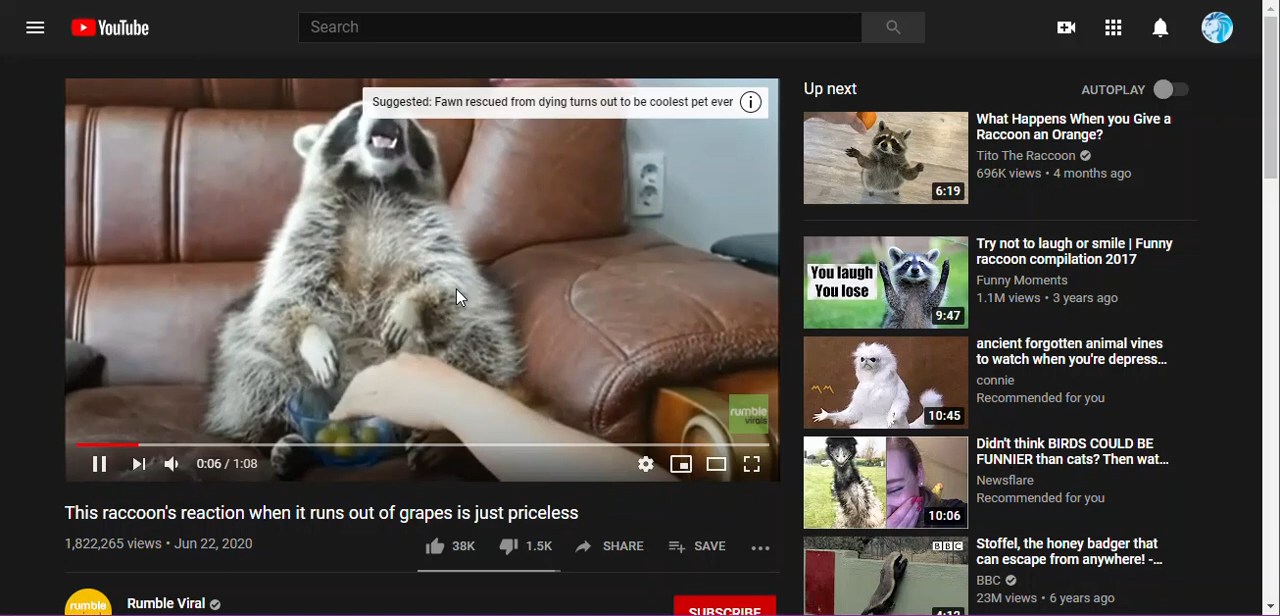 YouTube
Search
Suggested: Fawn rescued from dying turns out to be coolest pet ever
rumble
virals
0:06 / 1:08
This raccoon's reaction when it runs out of grapes is just priceless
1,822,265 views • Jun 22, 2020
38K
1.5K
SHARE
SAVE
rumble
Rumble Viral
SUBSCRIBE
Up next
AUTOPLAY
6:19
What Happens When you Give a
Raccoon an Orange?
Tito The Raccoon
696K views • 4 months ago
You laugh
You lose
9:47
Try not to laugh or smile | Funny
raccoon compilation 2017
Funny Moments
1.1M views • 3 years ago
10:45
ancient forgotten animal vines
to watch when you're depress...
connie
Recommended for you
10:06
Didn't think BIRDS COULD BE
FUNNIER than cats? Then wat...
Newsflare
Recommended for you
BBC
4:12
Stoffel, the honey badger that
can escape from anywhere! -...
BBC
23M views • 6 years ago